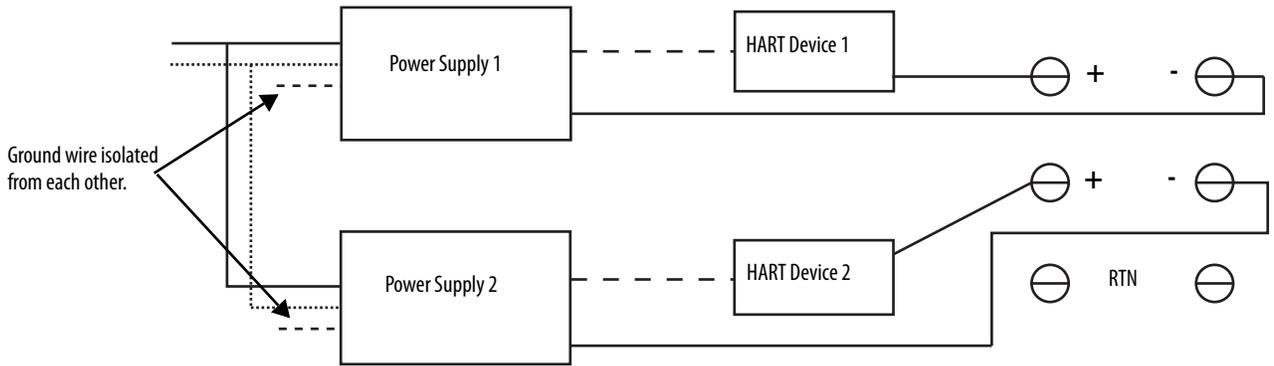 Power Supply 1
HART Device 1
+ -
Ground wire isolated
from each other.
+ -
Power Supply 2
HART Device 2
RTN